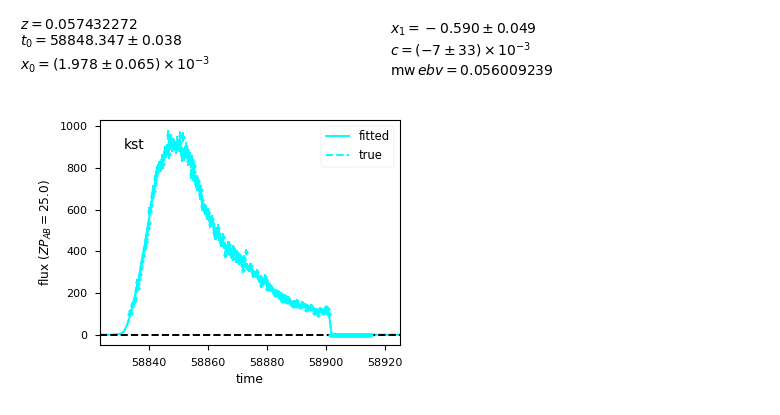 z = 0.057432272
t₀ = 58848.347 ± 0.038
x₀ = (1.978 ± 0.065) × 10⁻³
x₁ = − 0.590 ± 0.049
c = (−7 ± 33) × 10⁻³
mw ebv = 0.056009239
kst
fitted
true
flux (ZP_AB = 25.0)
1000
800
600
400
200
0
58840 58860 58880 58900 58920
time